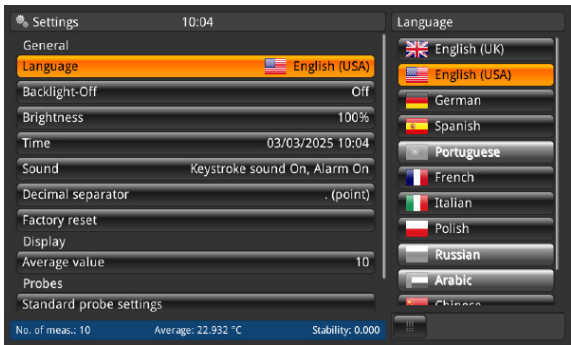 Settings 10:04
General
Language English (USA)
Backlight-Off Off
Brightness 100%
Time 03/03/2025 10:04
Sound Keystroke sound On, Alarm On
Decimal separator . (point)
Factory reset
Display
Average value 10
Probes
Standard probe settings
No. of meas.: 10 Average: 22.932 °C Stability: 0.000
Language
English (UK)
English (USA)
German
Spanish
Portuguese
French
Italian
Polish
Russian
Arabic
Chinese